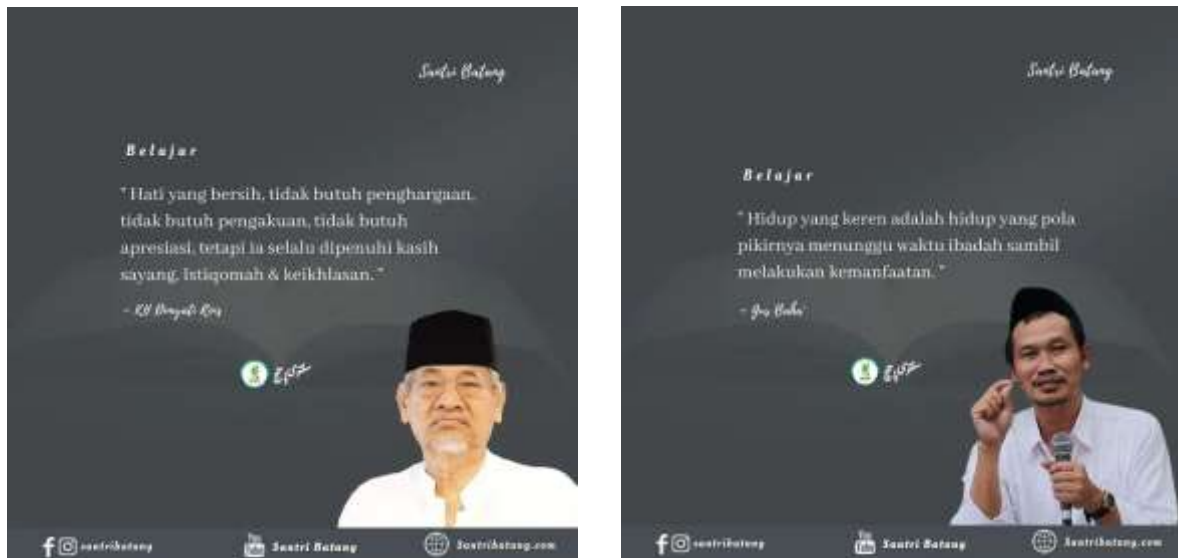 Santri Batang
Belajar
"Hati yang bersih, tidak butuh penghargaan,
tidak butuh pengakuan, tidak butuh
apresiasi, tetapi ia selalu dipenuhi kasih
sayang, Istiqomah & keikhlasan."
- KH Dimyati Rois
santribatang
Santri Batang
Santribatang.com
Santri Batang
Belajar
"Hidup yang keren adalah hidup yang pola
pikirnya menunggu waktu ibadah sambil
melakukan kemanfaatan."
- Gus Baha'
santribatang
Santri Batang
Santribatang.com